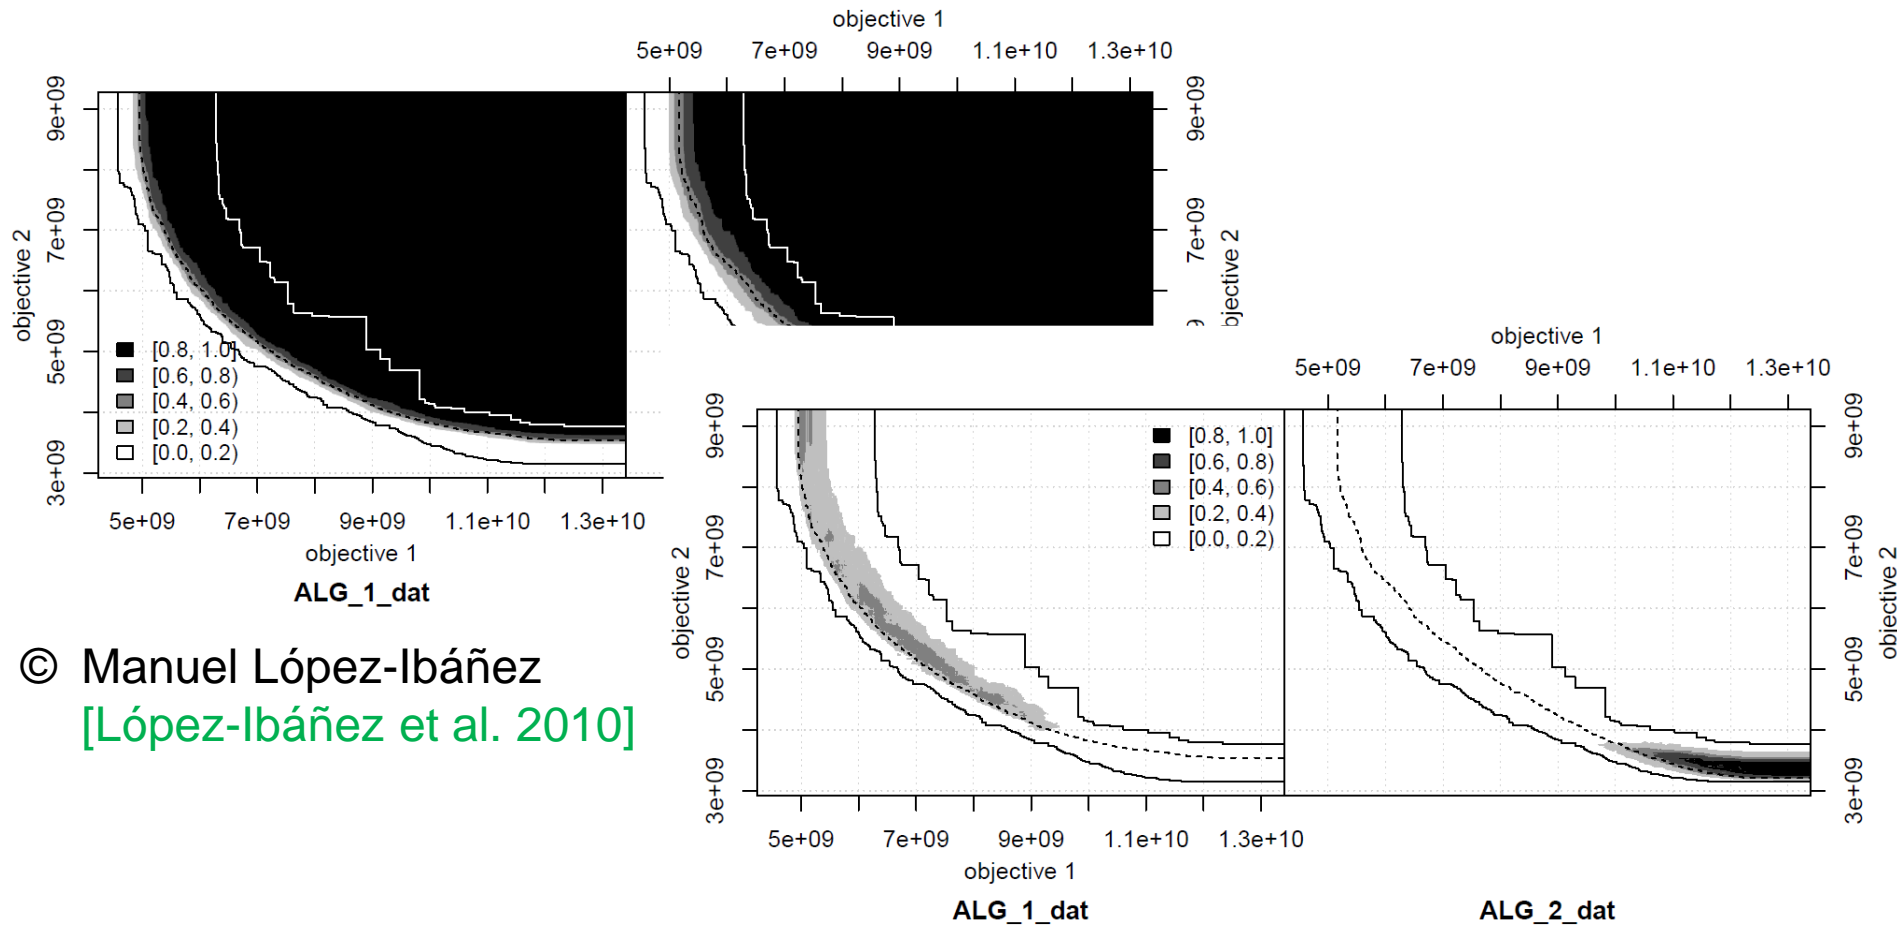 objective 1
5e+09 7e+09 9e+09 1.1e+10 1.3e+10
3e+09 5e+09 7e+09 9e+09
objective 2
[0.8, 1.0]
[0.6, 0.8)
[0.4, 0.6)
[0.2, 0.4)
[0.0, 0.2)
5e+09 7e+09 9e+09 1.1e+10 1.3e+10
objective 1
ALG_1_dat
7e+09 9e+09
objective 2
© Manuel López-Ibáñez
[López-Ibáñez et al. 2010]
objective 1
5e+09 7e+09 9e+09 1.1e+10 1.3e+10
3e+09 5e+09 7e+09 9e+09
objective 2
[0.8, 1.0]
[0.6, 0.8)
[0.4, 0.6)
[0.2, 0.4)
[0.0, 0.2)
3e+09 5e+09 7e+09 9e+09
objective 2
5e+09 7e+09 9e+09 1.1e+10 1.3e+10
objective 1
ALG_1_dat
ALG_2_dat